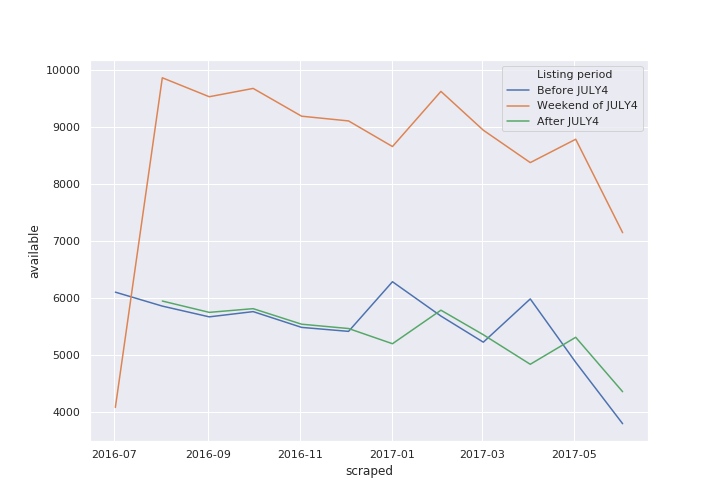 Listing period
Before JULY4
Weekend of JULY4
After JULY4
10000
9000
8000
7000
6000
5000
4000
available
2016-07 2016-09 2016-11 2017-01 2017-03 2017-05
scraped